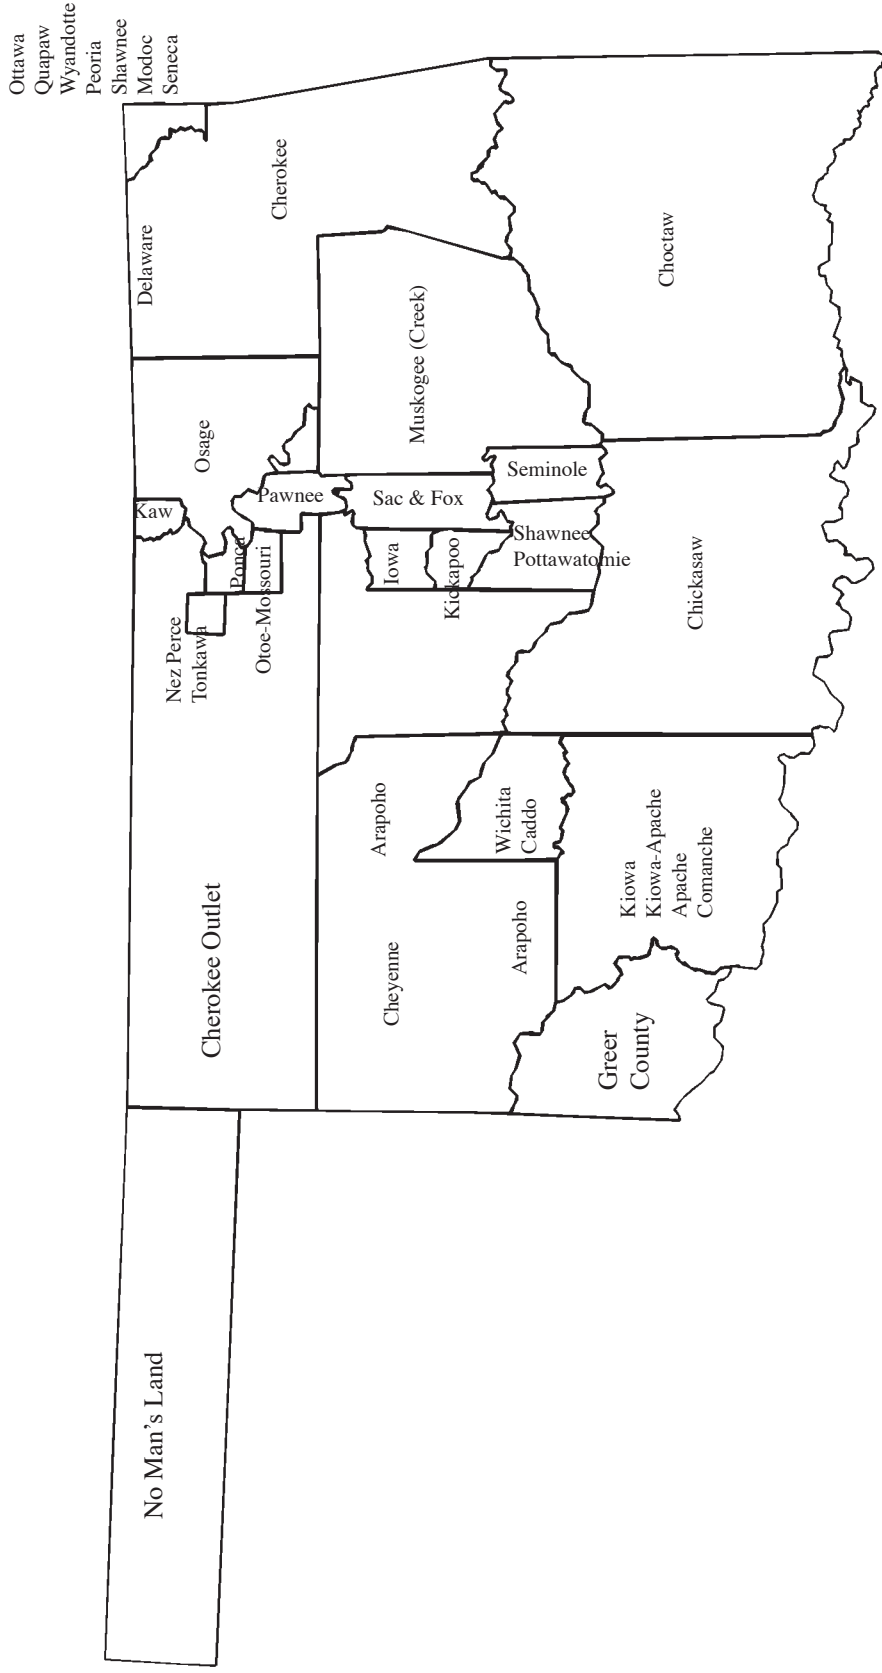 Ottawa
Quapaw
Wyandotte
Peoria
Shawnee
Modoc
Seneca
No Man's Land
Cherokee Outlet
Nez Perce
Tonkawa
Kaw
Osage
Ponca
Otoe-Mossouri
Pawnee
Delaware
Cherokee
Cheyenne
Arapoho
Arapoho
Wichita
Caddo
Iowa
Kickapoo
Sac & Fox
Shawnee
Pottawatomie
Seminole
Muskogee (Creek)
Greer
County
Kiowa
Kiowa-Apache
Apache
Comanche
Chickasaw
Choctaw